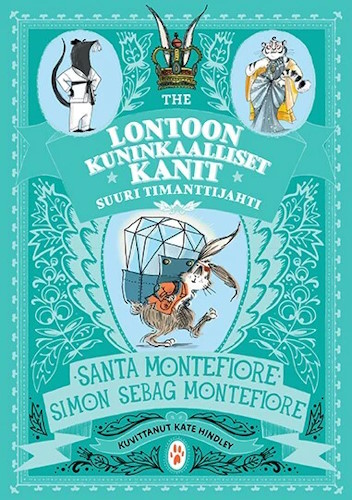 THE
LONTOON
KUNINKAALLISET
KANIT
SUURI TIMANTTIJAHTI
SANTA MONTEFIORE
SIMON SEBAG MONTEFIORE
KUVITTANUT KATE HINDLEY